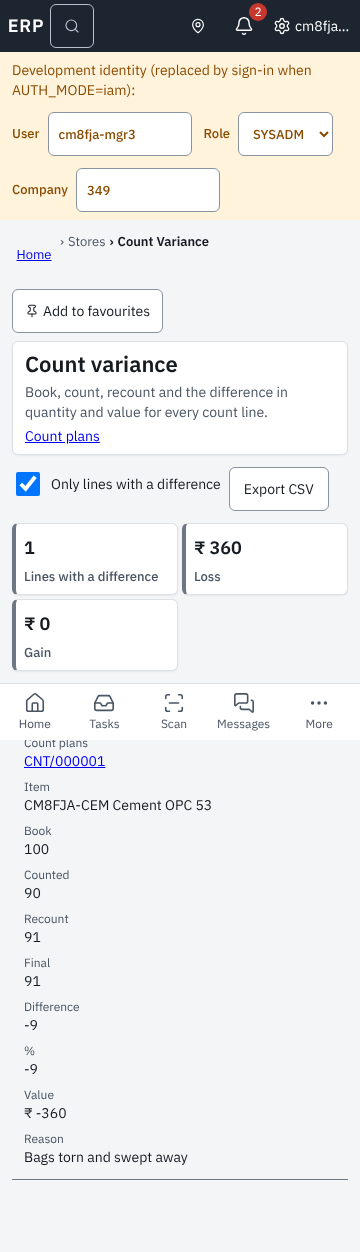 ERP
2
cm8fja...
Development identity (replaced by sign-in when
AUTH_MODE=iam):
User cm8fja-mgr3 Role SYSADM
Company 349
Home › Stores › Count Variance
Add to favourites
Count variance
Book, count, recount and the difference in
quantity and value for every count line.
Count plans
Only lines with a difference Export CSV
1
Lines with a difference
₹ 360
Loss
₹ 0
Gain
Home Tasks Scan Messages More
Count plans
CNT/000001
Item
CM8FJA-CEM Cement OPC 53
Book
100
Counted
90
Recount
91
Final
91
Difference
-9
%
-9
Value
₹ -360
Reason
Bags torn and swept away